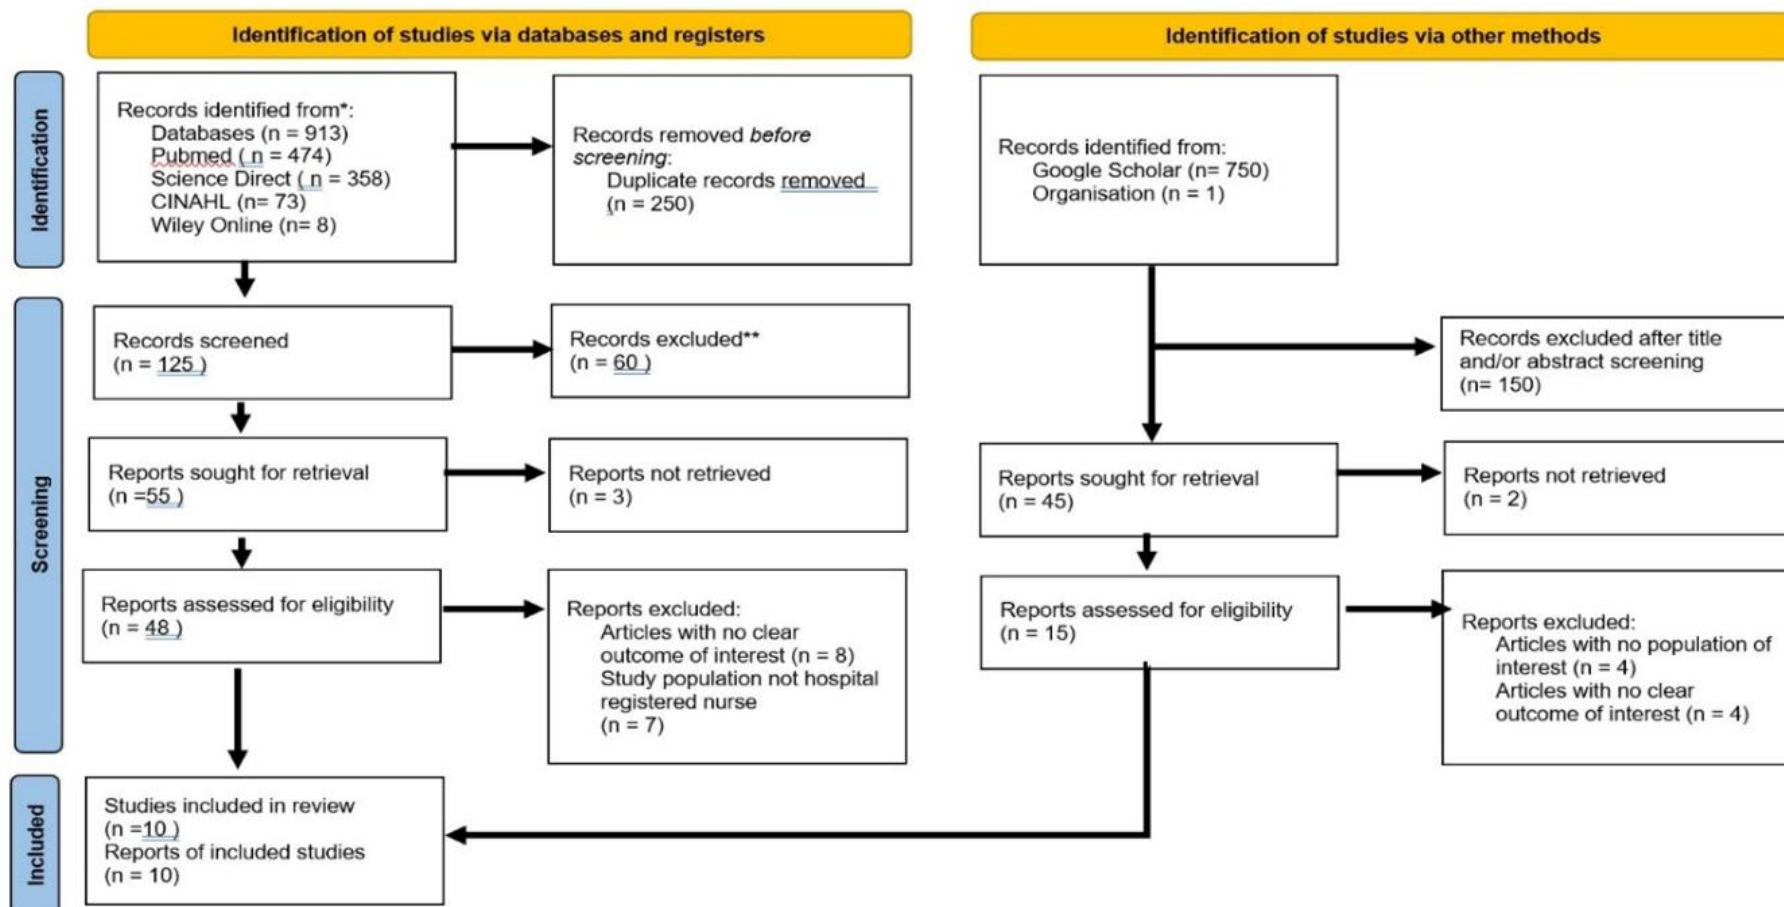 Identification of studies via databases and registers
Identification of studies via other methods
Identification
Records identified from*:
Databases (n = 913)
Pubmed ( n = 474)
Science Direct ( n = 358)
CINAHL (n= 73)
Wiley Online (n= 8)
Records removed before
screening:
Duplicate records removed
(n = 250)
Records identified from:
Google Scholar (n= 750)
Organisation (n = 1)
Screening
Records screened
(n = 125 )
Records excluded**
(n = 60 )
Records excluded after title
and/or abstract screening
(n= 150)
Reports sought for retrieval
(n =55 )
Reports not retrieved
(n = 3)
Reports sought for retrieval
(n = 45)
Reports not retrieved
(n = 2)
Reports assessed for eligibility
(n = 48 )
Reports excluded:
Articles with no clear
outcome of interest (n = 8)
Study population not hospital
registered nurse
(n = 7)
Reports assessed for eligibility
(n = 15)
Reports excluded:
Articles with no population of
interest (n = 4)
Articles with no clear
outcome of interest (n = 4)
Included
Studies included in review
(n =10 )
Reports of included studies
(n = 10)